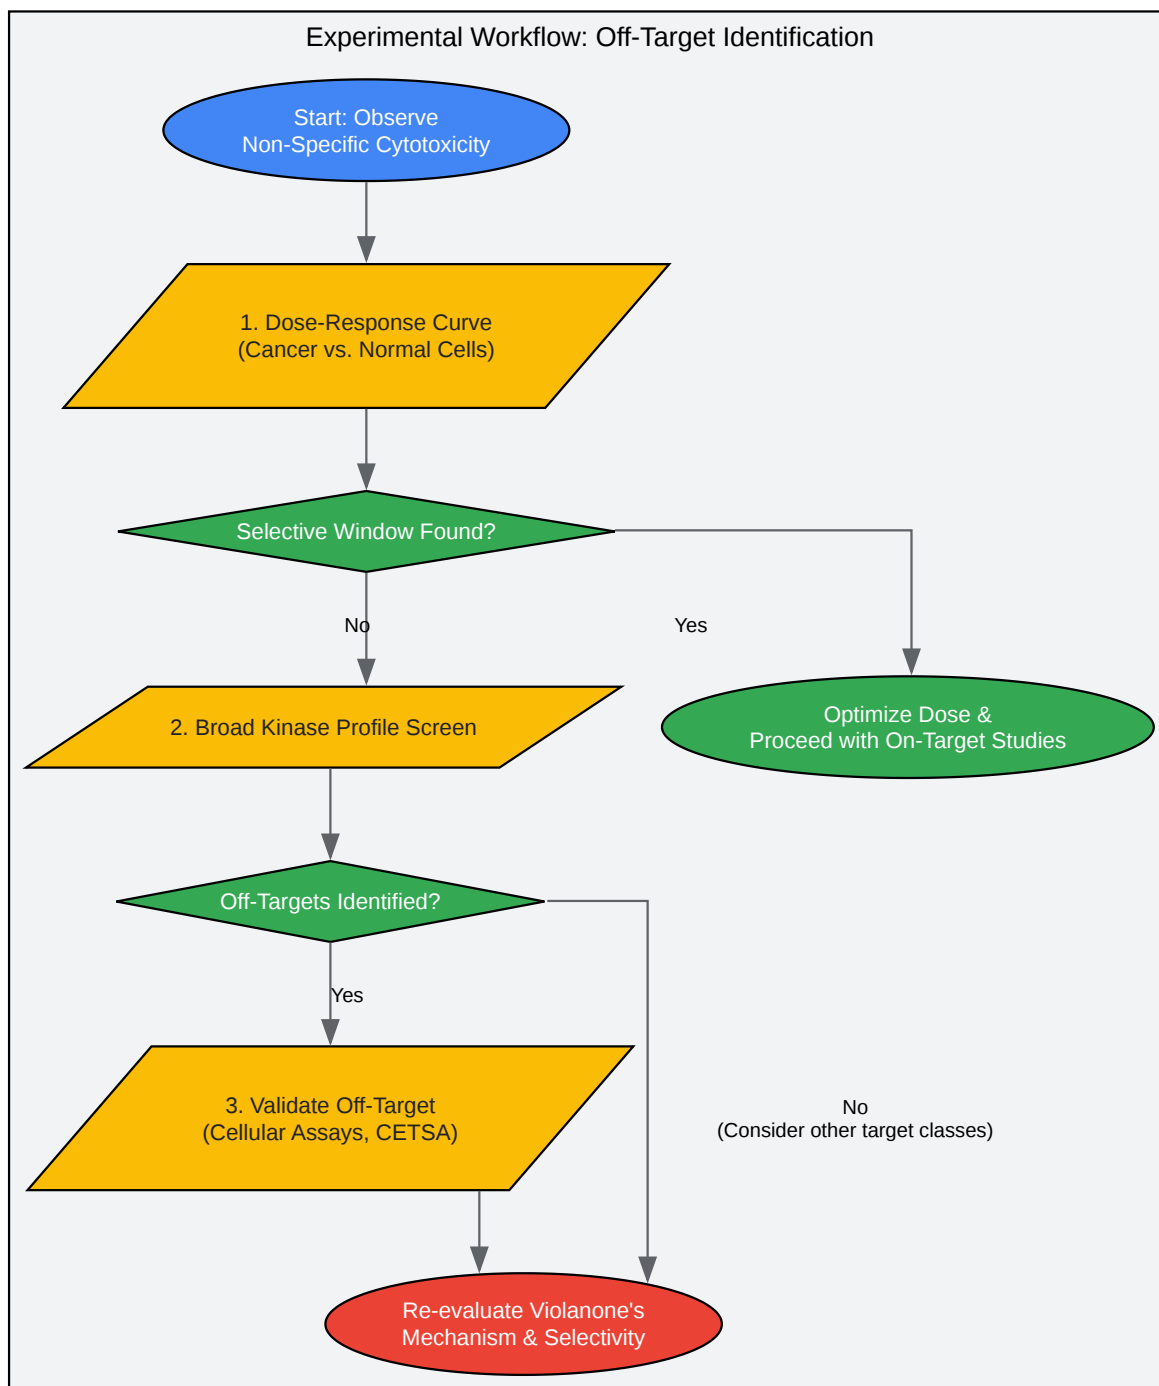 Experimental Workflow: Off-Target Identification
Start: Observe
Non-Specific Cytotoxicity
1. Dose-Response Curve
(Cancer vs. Normal Cells)
Selective Window Found?
No
Yes
2. Broad Kinase Profile Screen
Optimize Dose &
Proceed with On-Target Studies
Off-Targets Identified?
Yes
3. Validate Off-Target
(Cellular Assays, CETSA)
No
(Consider other target classes)
Re-evaluate Violanone's
Mechanism & Selectivity